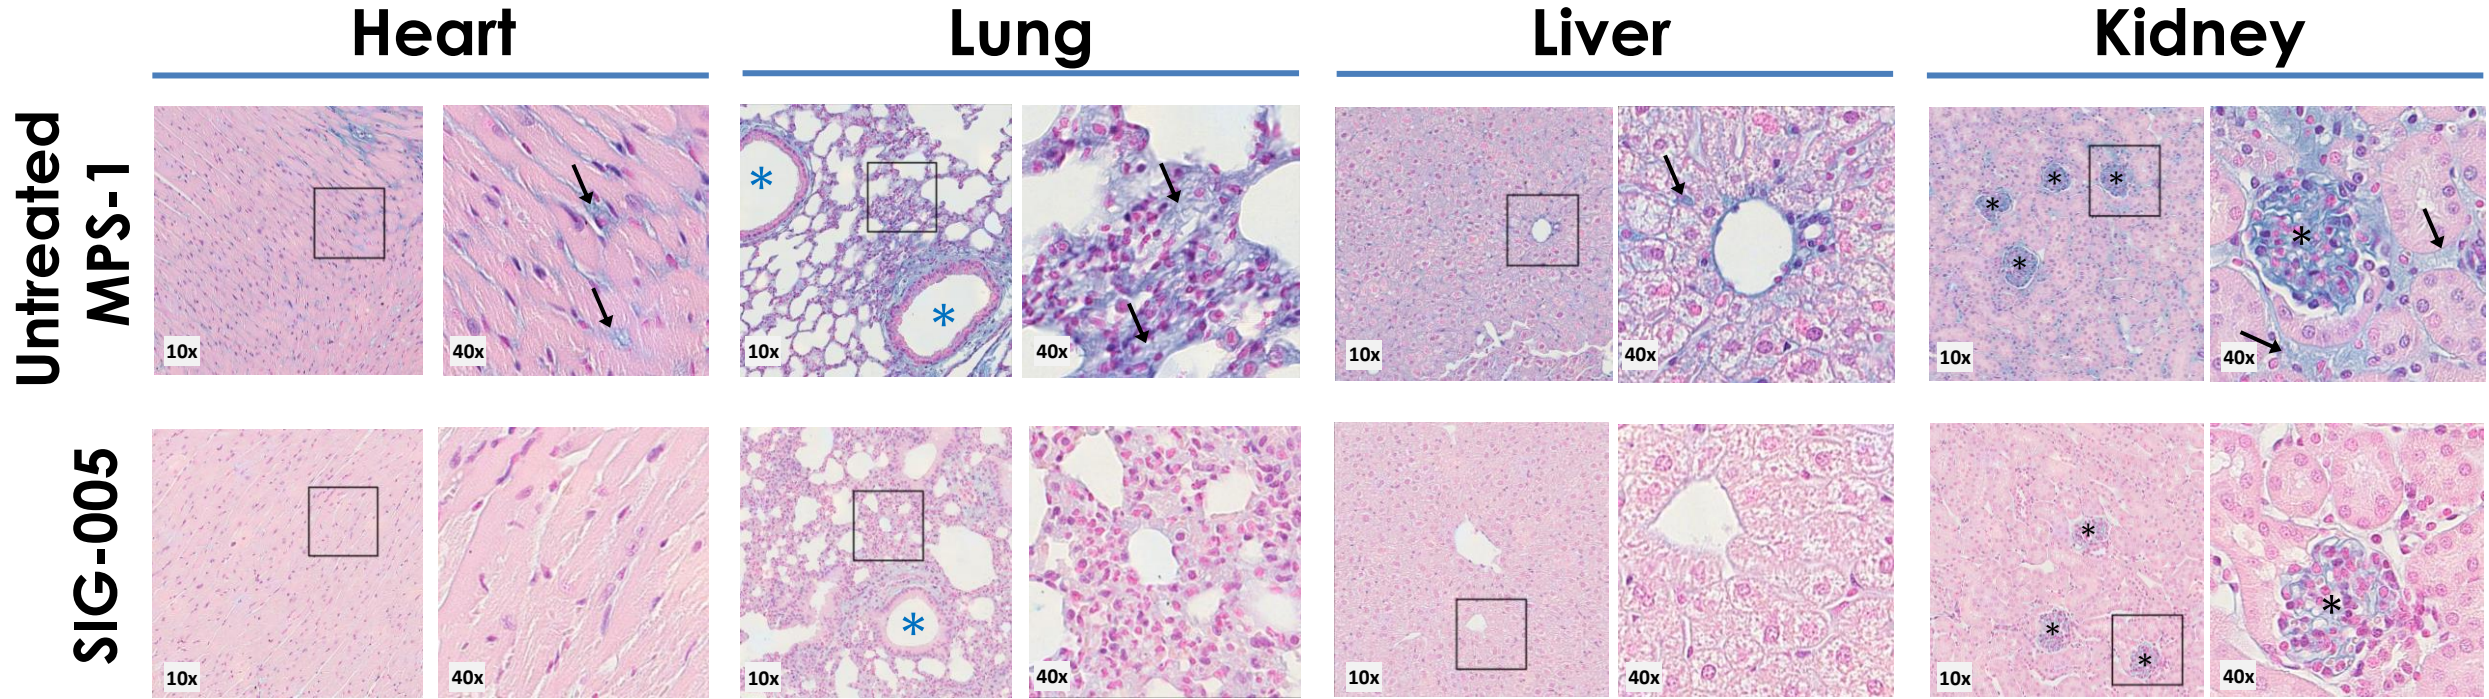 Heart
Lung
Liver
Kidney
Untreated
MPS-1
10x
40x
*
*
10x
40x
10x
40x
*
*
*
*
10x
*
40x
SIG-005
10x
40x
*
10x
40x
10x
40x
*
*
*
10x
*
40x